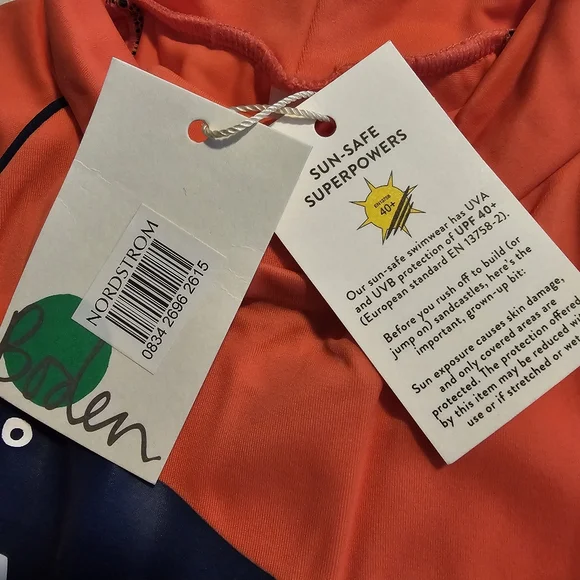 NORDSTROM
0834 2696 2615
Boden
SUN-SAFE
SUPERPOWERS
40+
Our sun-safe swimwear has UVA
and UVB protection of UPF 40+
(European standard EN 13758-2).
Before you rush off to build (or
jump on) sandcastles, here's the
important, grown-up bit:
Sun exposure causes skin damage,
and only covered areas are
protected. The protection offered
by this item may be reduced with
use or if stretched or wet